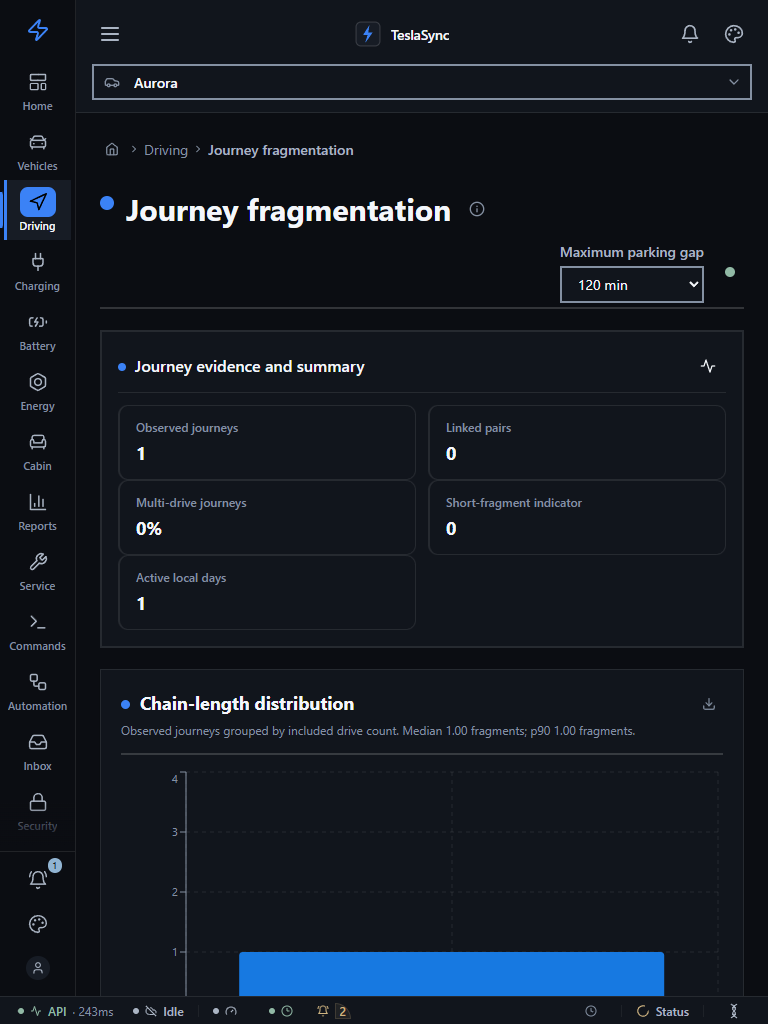 TeslaSync
Aurora
Home
Vehicles
Driving
Charging
Battery
Energy
Cabin
Reports
Service
Commands
Automation
Inbox
Security
1
Driving
Journey fragmentation
Journey fragmentation
Maximum parking gap
120 min
Journey evidence and summary
Observed journeys
1
Linked pairs
0
Multi-drive journeys
0%
Short-fragment indicator
0
Active local days
1
Chain-length distribution
Observed journeys grouped by included drive count. Median 1.00 fragments; p90 1.00 fragments.
4
3
2
1
API · 243ms
Idle
2
Status